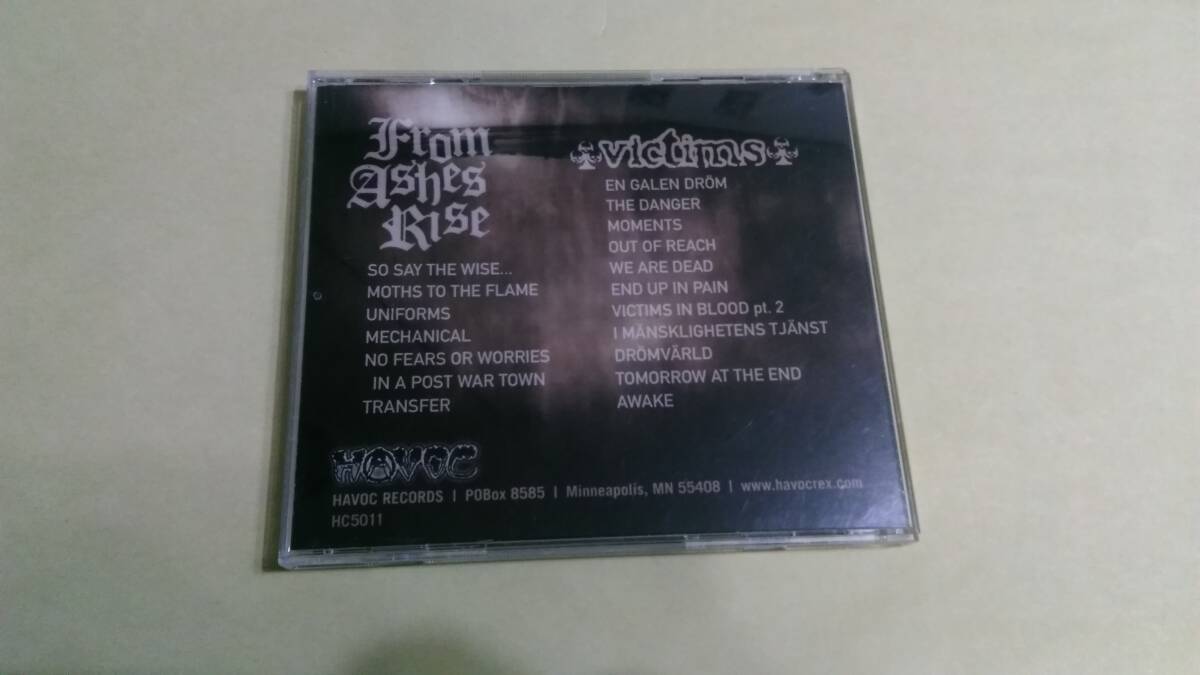 From
Ashes
Rise
SO SAY THE WISE...
MOTHS TO THE FLAME
UNIFORMS
MECHANICAL
NO FEARS OR WORRIES
IN A POST WAR TOWN
TRANSFER
victims
EN GALEN DRÖM
THE DANGER
MOMENTS
OUT OF REACH
WE ARE DEAD
END UP IN PAIN
VICTIMS IN BLOOD pt. 2
I MÄNSKLIGHETENS TJÄNST
DRÖMVÄRLD
TOMORROW AT THE END
AWAKE
HAVOC
HAVOC RECORDS | POBox 8585 | Minneapolis, MN 55408 | www.havocrex.com
HC5011